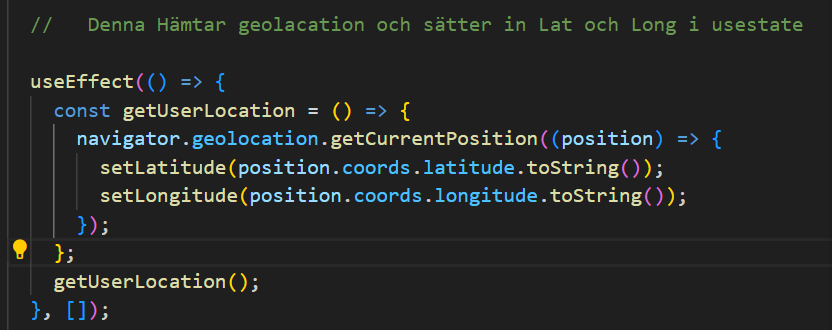 //   Denna Hämtar geolacation och sätter in Lat och Long i usestate
useEffect(() => {
const getUserLocation = () => {
navigator.geolocation.getCurrentPosition((position) => {
setLatitude(position.coords.latitude.toString());
setLongitude(position.coords.longitude.toString());
});
};
getUserLocation();
}, []);